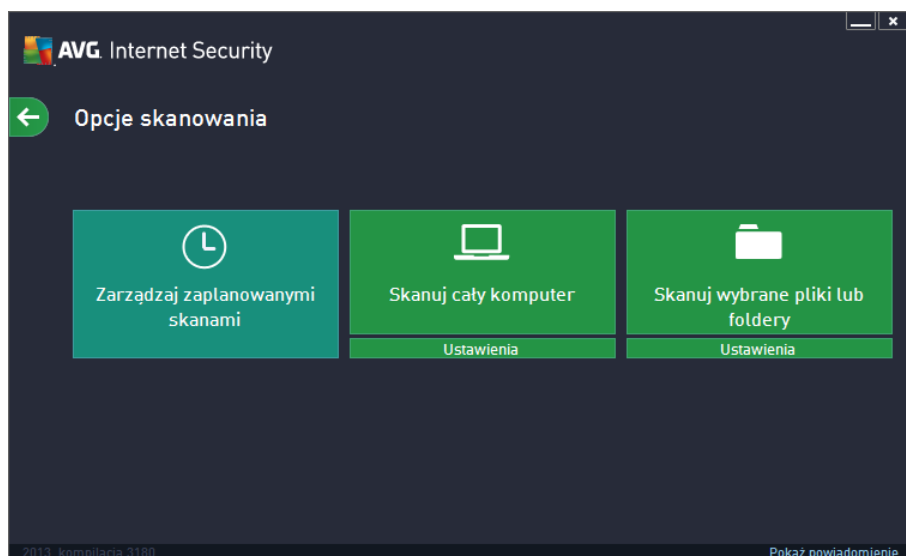 AVG. Internet Security
Opcje skanowania
Zarządzaj zaplanowanymi
skanami
Skanuj cały komputer
Ustawienia
Skanuj wybrane pliki lub
foldery
Ustawienia
2013 kompilacja 3180
Pokaż powiadomienie